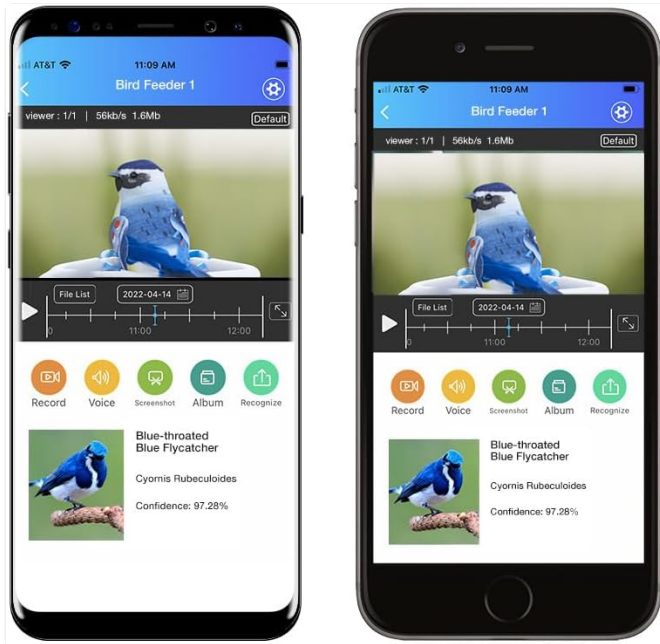 AT&T 11:09 AM
Bird Feeder 1
viewer : 1/1 | 56kb/s 1.6Mb Default
File List 2022-04-14
0 11:00 12:00
Record Voice Screenshot Album Recognize
Blue-throated
Blue Flycatcher
Cyornis Rubeculoides
Confidence: 97.28%
AT&T 11:09 AM
Bird Feeder 1
viewer : 1/1 | 56kb/s 1.6Mb Default
File List 2022-04-14
0 11:00 12:00
Record Voice Screenshot Album Recognize
Blue-throated
Blue Flycatcher
Cyornis Rubeculoides
Confidence: 97.28%